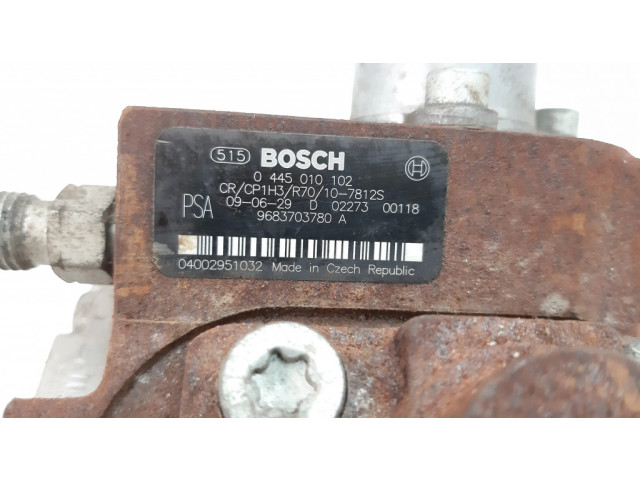 515 BOSCH
0 445 010 102
CR/CP1H3/R70/10-7812S
PSA 09-06-29 D 02273 00118
9683703780 A
04002951032 Made in Czech Republic